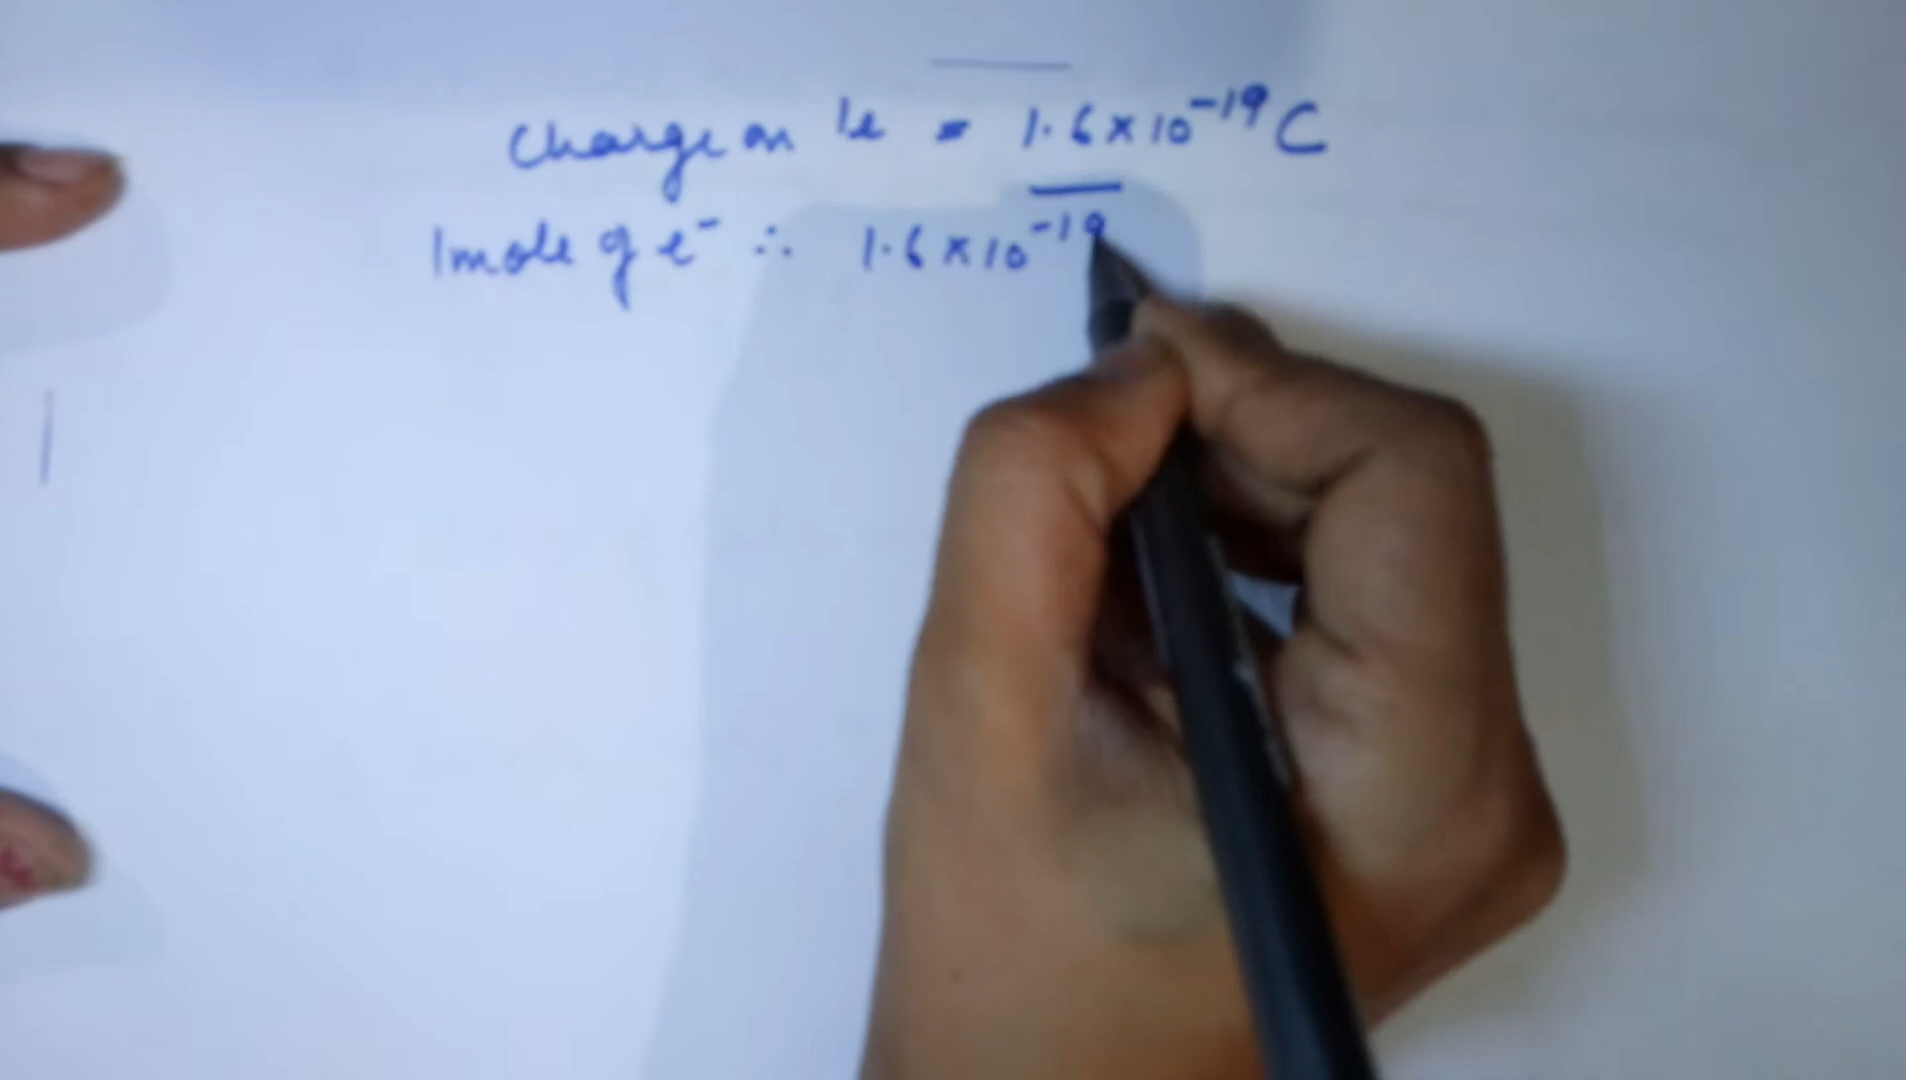 Charge on 1e = 1.6×10⁻¹⁹ C
1mole of e⁻ ∴ 1.6×10⁻¹⁹